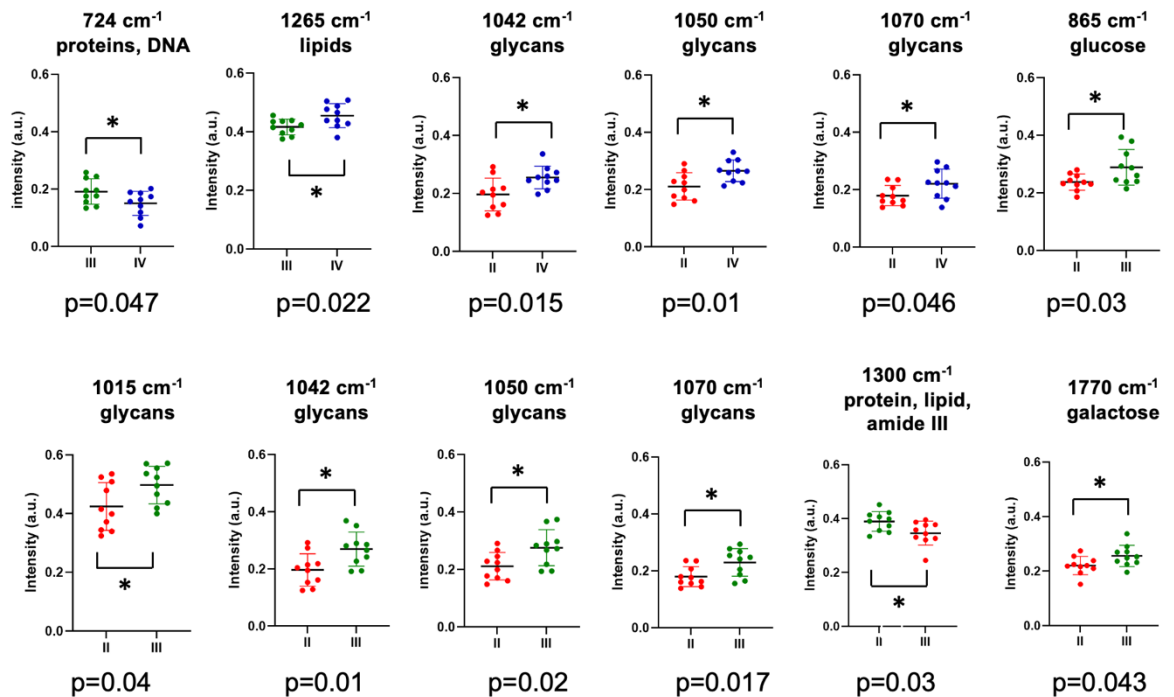 724 cm-1
proteins, DNA
1265 cm-1
lipids
1042 cm-1
glycans
1050 cm-1
glycans
1070 cm-1
glycans
865 cm-1
glucose
intensity (a.u.)
0.6
0.4
0.2
0.0
*
III IV
p=0.047
Intensity (a.u.)
0.6
0.4
0.2
0.0
*
III IV
p=0.022
Intensity (a.u.)
0.6
0.4
0.2
0.0
*
II IV
p=0.015
Intensity (a.u.)
0.6
0.4
0.2
0.0
*
II IV
p=0.01
Intensity (a.u.)
0.6
0.4
0.2
0.0
*
II IV
p=0.046
Intensity (a.u.)
0.6
0.4
0.2
0.0
*
II III
p=0.03
1015 cm-1
glycans
1042 cm-1
glycans
1050 cm-1
glycans
1070 cm-1
glycans
1300 cm-1
protein, lipid,
amide III
1770 cm-1
galactose
Intensity (a.u.)
0.6
0.4
0.2
0.0
*
II III
p=0.04
Intensity (a.u.)
0.6
0.4
0.2
0.0
*
II III
p=0.01
Intensity (a.u.)
0.6
0.4
0.2
0.0
*
II III
p=0.02
Intensity (a.u.)
0.6
0.4
0.2
0.0
*
II III
p=0.017
Intensity (a.u.)
0.6
0.4
0.2
0.0
*
II III
p=0.03
Intensity (a.u.)
0.6
0.4
0.2
0.0
*
II III
p=0.043